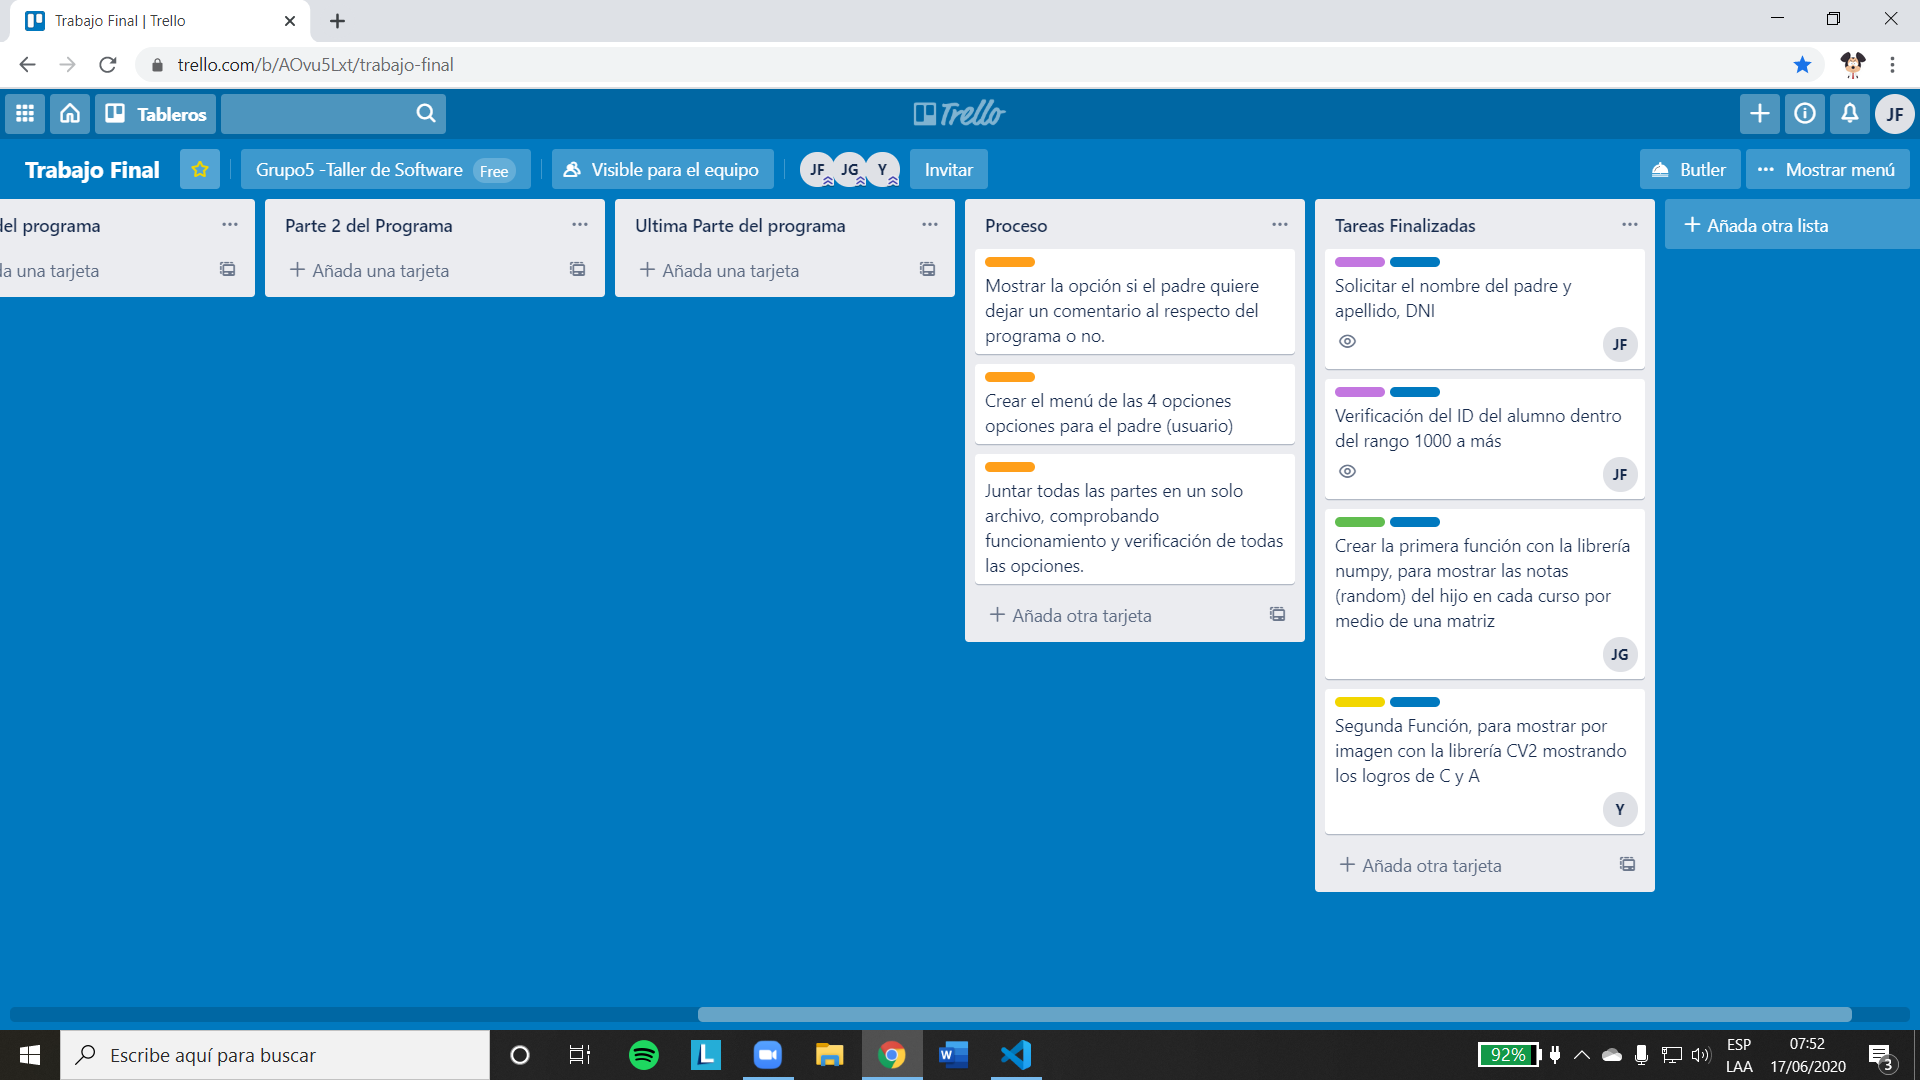 Trabajo Final | Trello
trello.com/b/AOvu5Lxt/trabajo-final
Tableros
Trello
JF
Trabajo Final
Grupo5 -Taller de Software Free
Visible para el equipo
JF JG Y
Invitar
Butler
Mostrar menú
del programa
da una tarjeta
Parte 2 del Programa
Añada una tarjeta
Ultima Parte del programa
Añada una tarjeta
Proceso
Mostrar la opción si el padre quiere
dejar un comentario al respecto del
programa o no.
Crear el menú de las 4 opciones
opciones para el padre (usuario)
Juntar todas las partes en un solo
archivo, comprobando
funcionamiento y verificación de todas
las opciones.
Añada otra tarjeta
Tareas Finalizadas
Solicitar el nombre del padre y
apellido, DNI
JF
Verificación del ID del alumno dentro
del rango 1000 a más
JF
Crear la primera función con la librería
numpy, para mostrar las notas
(random) del hijo en cada curso por
medio de una matriz
JG
Segunda Función, para mostrar por
imagen con la librería CV2 mostrando
los logros de C y A
Y
Añada otra tarjeta
Añada otra lista
Escribe aquí para buscar
L
W
92%
ESP
LAA
07:52
17/06/2020
3